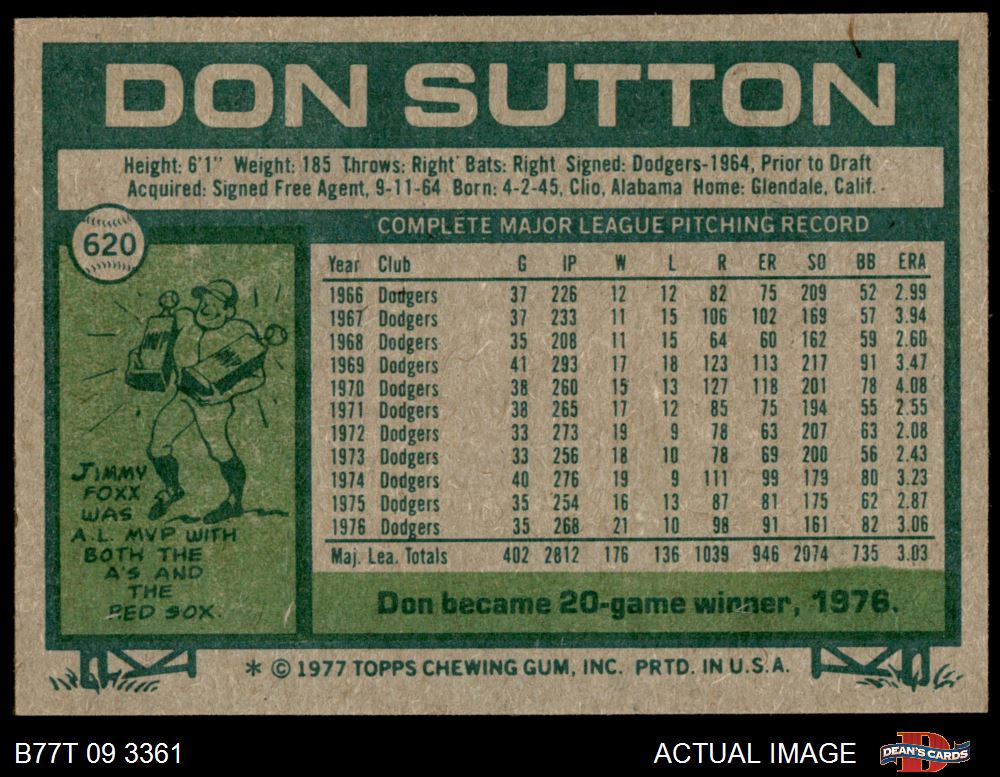 DON SUTTON
Height: 6'1" Weight: 185 Throws: Right Bats: Right Signed: Dodgers-1964, Prior to Draft
Acquired: Signed Free Agent, 9-11-64 Born: 4-2-45, Clio, Alabama Home: Glendale, Calif.
620
COMPLETE MAJOR LEAGUE PITCHING RECORD
Year Club G IP W L R ER SO BB ERA
1966 Dodgers 37 226 12 12 82 75 209 52 2.99
1967 Dodgers 37 233 11 15 106 102 169 57 3.94
1968 Dodgers 35 208 11 15 64 60 162 59 2.60
1969 Dodgers 41 293 17 18 123 113 217 91 3.47
1970 Dodgers 38 260 15 13 127 118 201 78 4.08
1971 Dodgers 38 265 17 12 85 75 194 55 2.55
1972 Dodgers 33 273 19 9 78 63 207 63 2.08
1973 Dodgers 33 256 18 10 78 69 200 56 2.43
1974 Dodgers 40 276 19 9 111 99 179 80 3.23
1975 Dodgers 35 254 16 13 87 81 175 62 2.87
1976 Dodgers 35 268 21 10 98 91 161 82 3.06
Maj. Lea. Totals 402 2812 176 136 1039 946 2074 735 3.03
Don became 20-game winner, 1976.
MVP
MVP
JIMMY
FOXX
WAS
A.L. MVP WITH
BOTH THE
A'S AND
THE
RED SOX.
* © 1977 TOPPS CHEWING GUM, INC. PRTD. IN U.S.A.
B77T 09 3361
ACTUAL IMAGE
DEAN'S CARDS